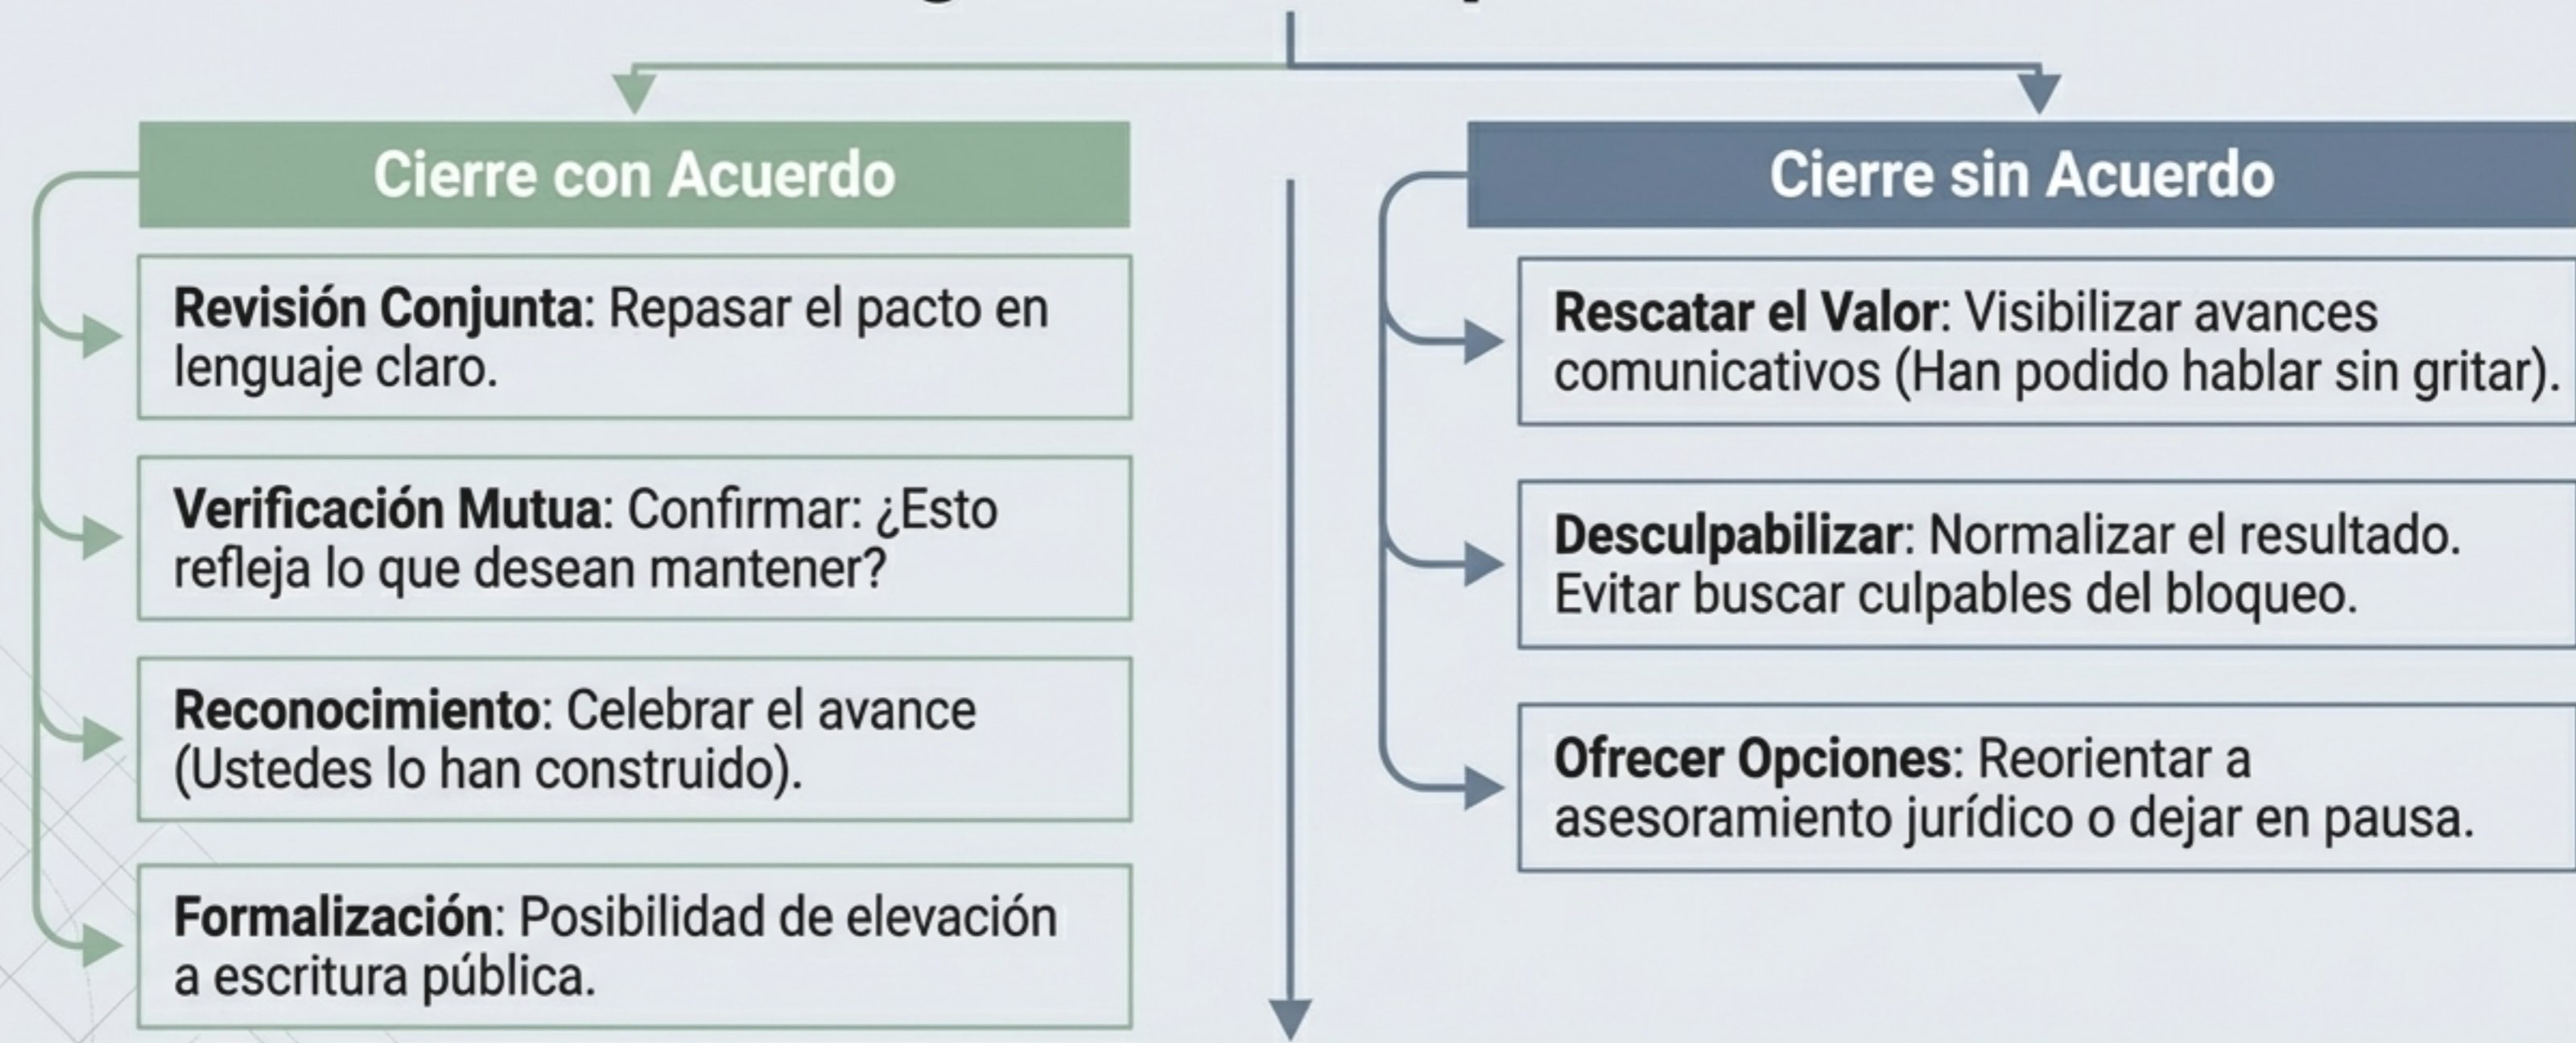 Cierre con Acuerdo
Revisión Conjunta: Repasar el pacto en
lenguaje claro.
Verificación Mutua: Confirmar: ¿Esto
refleja lo que desean mantener?
Reconocimiento: Celebrar el avance
(Ustedes lo han construido).
Formalización: Posibilidad de elevación
a escritura pública.
Cierre sin Acuerdo
Rescatar el Valor: Visibilizar avances
comunicativos (Han podido hablar sin gritar).
Desculpabilizar: Normalizar el resultado.
Evitar buscar culpables del bloqueo.
Ofrecer Opciones: Reorientar a
asesoramiento jurídico o dejar en pausa.